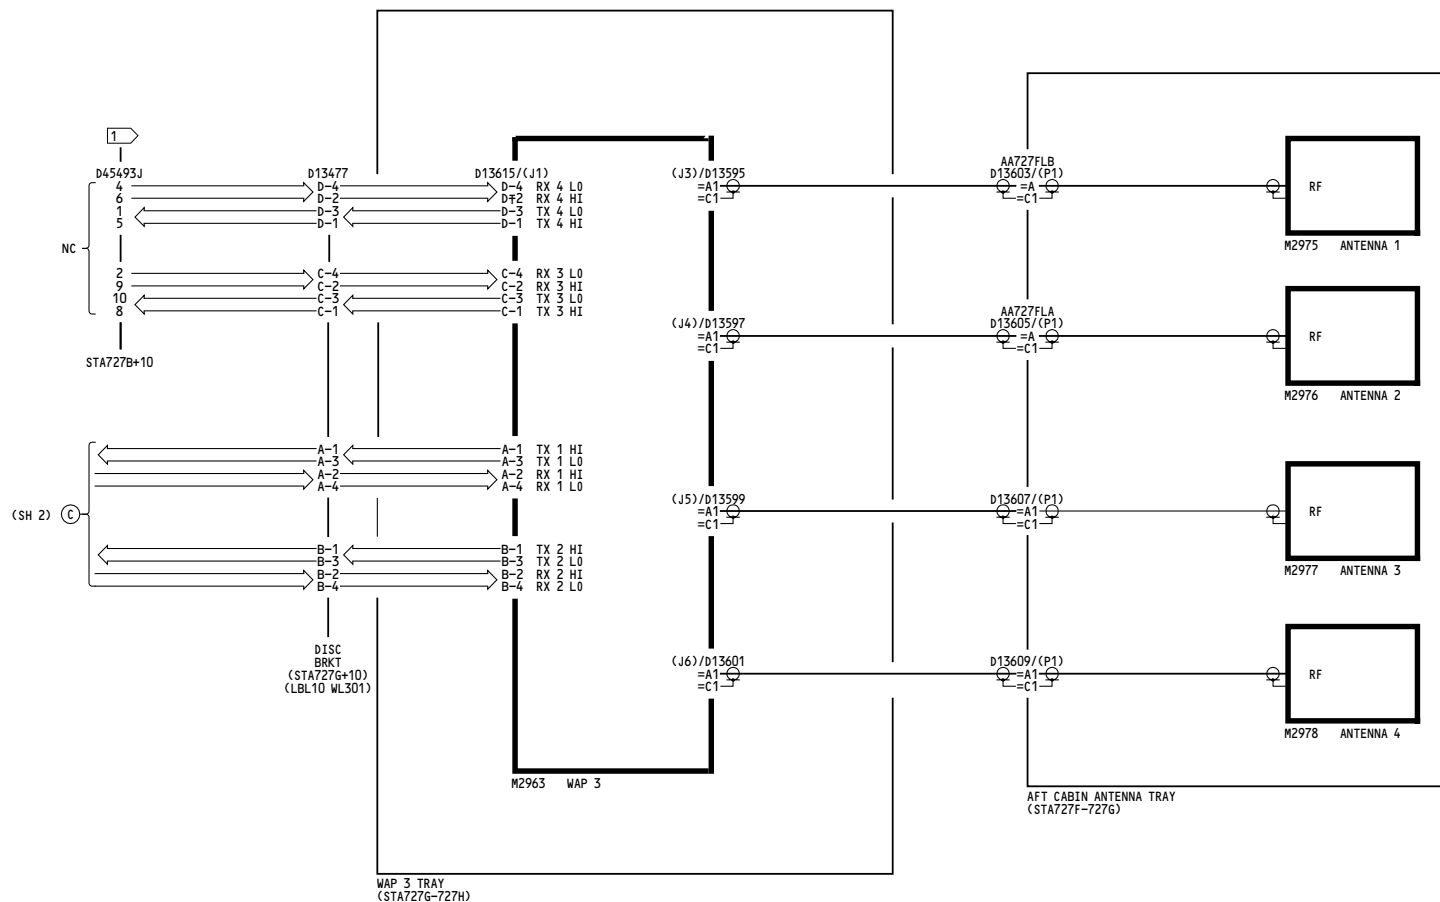 1
D45493J D13477 D13615/(J1) (J3)/D13595 AA727FLB
D13603/(P1)
4 D-4 D-4 RX 4 LO =A1 =A RF
6 D-2 D-2 RX 4 HI =C1 =C1
1 D-3 D-3 TX 4 LO
5 D-1 D-1 TX 4 HI
NC M2975 ANTENNA 1
2 C-4 C-4 RX 3 LO
9 C-2 C-2 RX 3 HI
10 C-3 C-3 TX 3 LO
8 C-1 C-1 TX 3 HI AA727FLA
(J4)/D13597 D13605/(P1)
=A1 =A RF
=C1 =C1
STA727B+10
M2976 ANTENNA 2
A-1 A-1 TX 1 HI
A-3 A-3 TX 1 LO
A-2 A-2 RX 1 HI
A-4 A-4 RX 1 LO
(J5)/D13599 D13607/(P1)
(SH 2) C =A1 =A1 RF
=C1 =C1
B-1 B-1 TX 2 HI
B-3 B-3 TX 2 LO
B-2 B-2 RX 2 HI M2977 ANTENNA 3
B-4 B-4 RX 2 LO
DISC
BRKT
(STA727G+10)
(LBL10 WL301)
(J6)/D13601 D13609/(P1)
=A1 =A1 RF
=C1 =C1
M2978 ANTENNA 4
M2963 WAP 3
AFT CABIN ANTENNA TRAY
(STA727F-727G)
WAP 3 TRAY
(STA727G-727H)